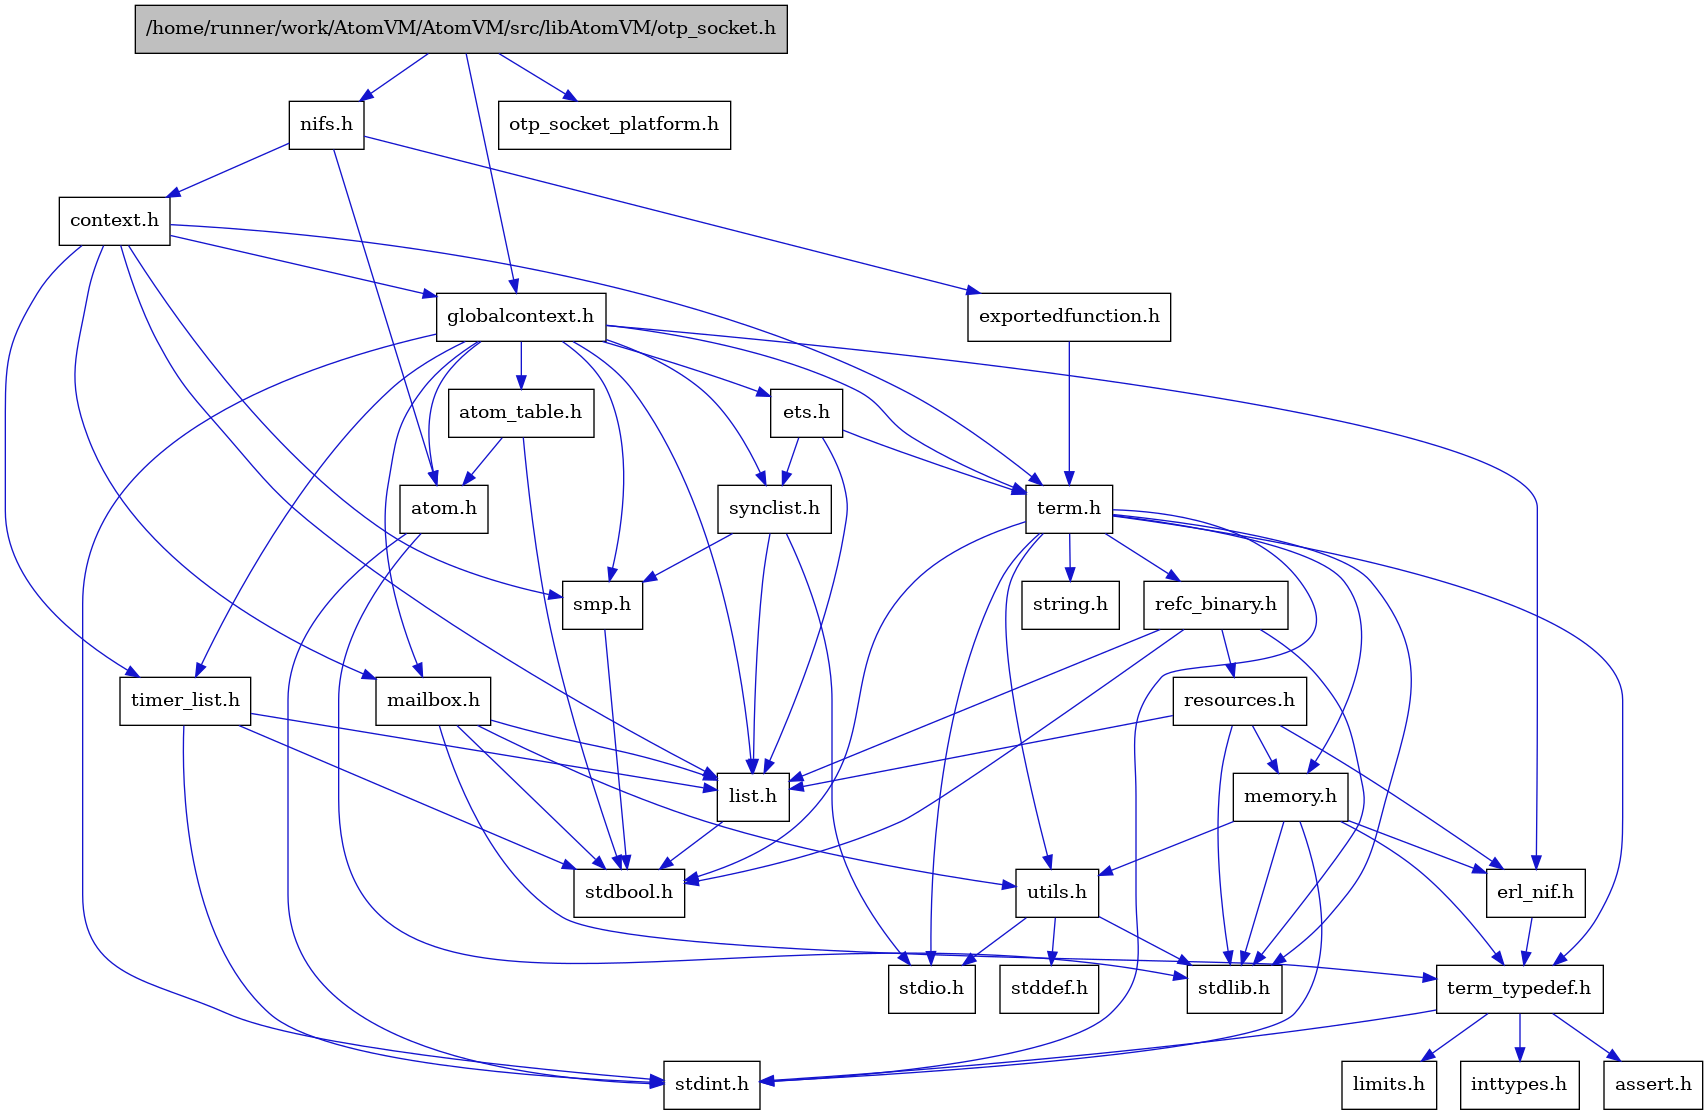 /home/runner/work/AtomVM/AtomVM/src/libAtomVM/otp_socket.h
nifs.h
otp_socket_platform.h
context.h
globalcontext.h
exportedfunction.h
atom_table.h
ets.h
atom.h
synclist.h
term.h
smp.h
string.h
refc_binary.h
timer_list.h
mailbox.h
resources.h
list.h
memory.h
stdbool.h
utils.h
erl_nif.h
stdio.h
stddef.h
stdlib.h
term_typedef.h
stdint.h
limits.h
inttypes.h
assert.h